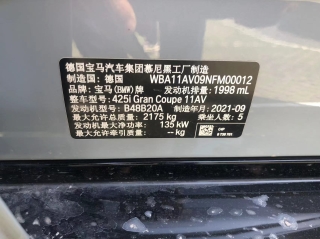 德国宝马汽车集团慕尼黑工厂制造
制造国：德国 WBA11AV09NFM00012
品牌：宝马(BMW)牌 发动机排量：1998 mL
整车型号：425i Gran Coupe 11AV
发动机型号：B48B20A 制造年月：2021-09
最大允许总质量：2175 kg 乘坐人数：5
发动机最大净功率：135 kW
最大允许牵引质量：-- kg